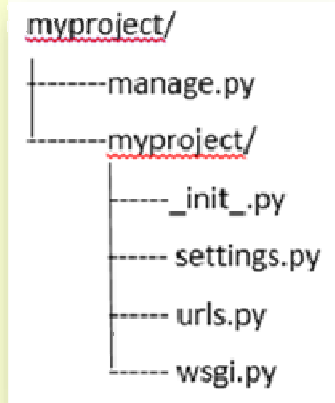 myproject/
manage.py
myproject/
_init_.py
settings.py
urls.py
wsgi.py